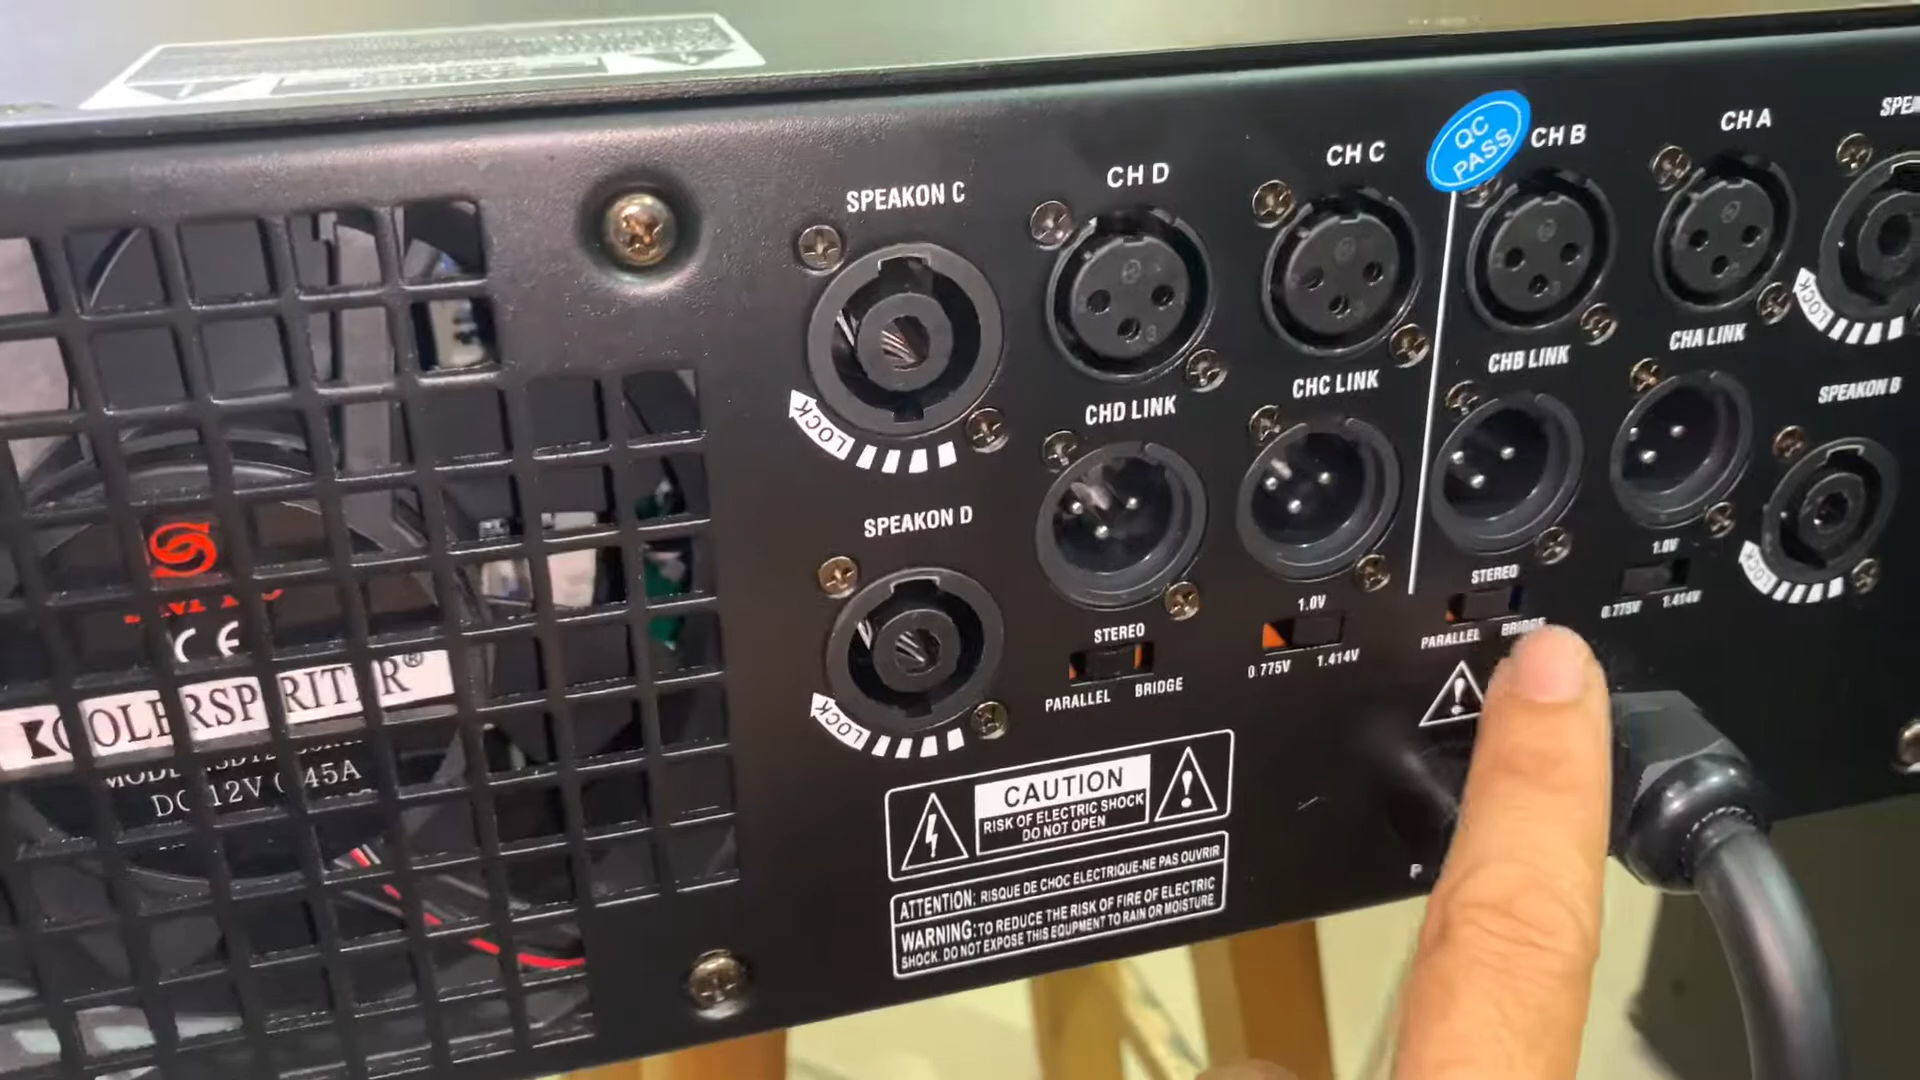 SPEAKON C
CH D
CH C
QC
PASS
CH B
CH A
LOCK
CHD LINK
CHC LINK
CHB LINK
CHA LINK
LOCK
SPEAKON B
SPEAKON D
LOCK
STEREO
PARALLEL
BRIDGE
1.0V
0.775V
1.414V
STEREO
PARALLEL
BRIDGE
1.0V
0.775V
1.414V
LOCK
CE
KOOLERSPIRITER®
DC 12V 0.45A
CAUTION
RISK OF ELECTRIC SHOCK
DO NOT OPEN
ATTENTION: RISQUE DE CHOC ELECTRIQUE-NE PAS OUVRIR
WARNING: TO REDUCE THE RISK OF FIRE OF ELECTRIC
SHOCK. DO NOT EXPOSE THIS EQUPMENT TO RAIN OR MOISTURE.